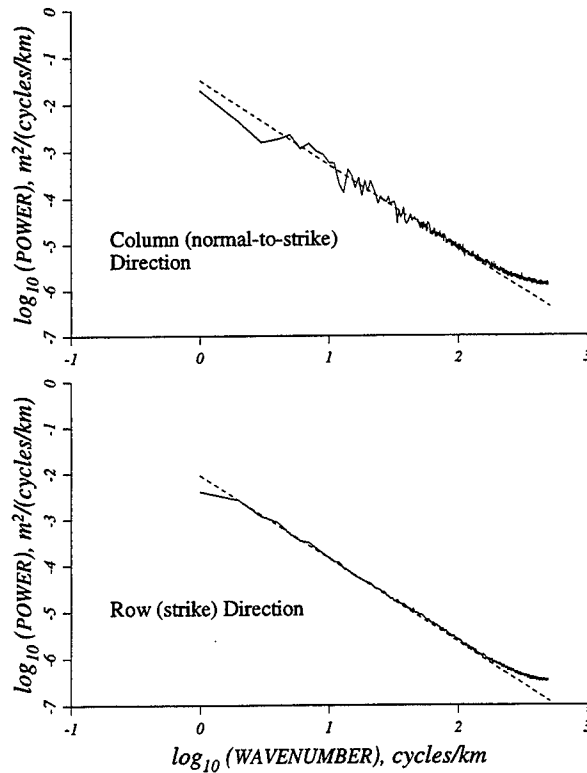 0
-1
-2
-3
-4
-5
-6
-7
log10 (POWER), m²/(cycles/km)
Column (normal-to-strike)
Direction
-1 0 1 2 3
0
-1
-2
-3
-4
-5
-6
-7
log10 (POWER), m²/(cycles/km)
Row (strike) Direction
-1 0 1 2 3
log10 (WAVENUMBER), cycles/km